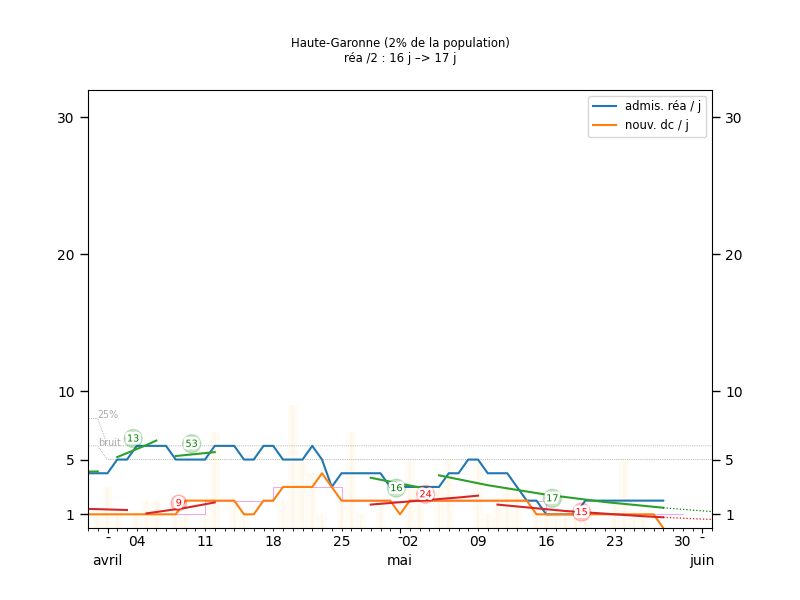 Haute-Garonne (2% de la population)
réa /2 : 16 j –> 17 j
admis. réa / j
nouv. dc / j
30 30
20 20
10 10
5 5
1 1
25%
bruit
13
53
9
16
24
17
15
04 11 18 25 02 09 16 23 30
avril mai juin